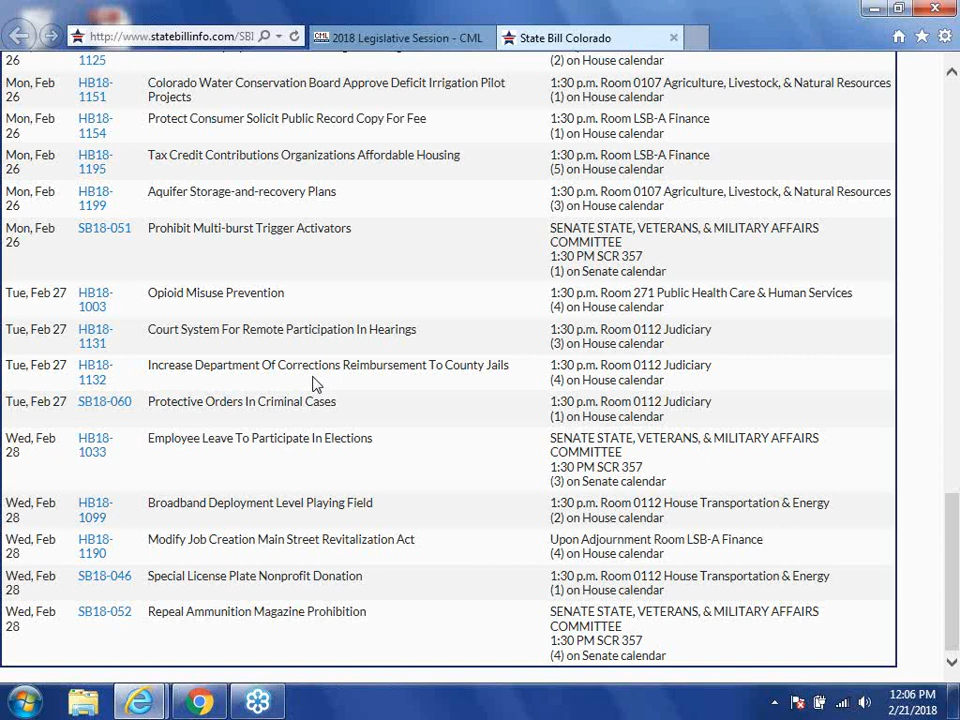 http://www.statebillinfo.com/SBI
CML 2018 Legislative Session - CML
State Bill Colorado
26 1125 (2) on House calendar
Mon, Feb HB18- Colorado Water Conservation Board Approve Deficit Irrigation Pilot 1:30 p.m. Room 0107 Agriculture, Livestock, & Natural Resources
26 1151 Projects (1) on House calendar
Mon, Feb HB18- Protect Consumer Solicit Public Record Copy For Fee 1:30 p.m. Room LSB-A Finance
26 1154 (1) on House calendar
Mon, Feb HB18- Tax Credit Contributions Organizations Affordable Housing 1:30 p.m. Room LSB-A Finance
26 1195 (5) on House calendar
Mon, Feb HB18- Aquifer Storage-and-recovery Plans 1:30 p.m. Room 0107 Agriculture, Livestock, & Natural Resources
26 1199 (3) on House calendar
Mon, Feb SB18-051 Prohibit Multi-burst Trigger Activators SENATE STATE, VETERANS, & MILITARY AFFAIRS
26 COMMITTEE
1:30 PM SCR 357
(1) on Senate calendar
Tue, Feb 27 HB18- Opioid Misuse Prevention 1:30 p.m. Room 271 Public Health Care & Human Services
1003 (4) on House calendar
Tue, Feb 27 HB18- Court System For Remote Participation In Hearings 1:30 p.m. Room 0112 Judiciary
1131 (3) on House calendar
Tue, Feb 27 HB18- Increase Department Of Corrections Reimbursement To County Jails 1:30 p.m. Room 0112 Judiciary
1132 (4) on House calendar
Tue, Feb 27 SB18-060 Protective Orders In Criminal Cases 1:30 p.m. Room 0112 Judiciary
(1) on House calendar
Wed, Feb HB18- Employee Leave To Participate In Elections SENATE STATE, VETERANS, & MILITARY AFFAIRS
28 1033 COMMITTEE
1:30 PM SCR 357
(3) on Senate calendar
Wed, Feb HB18- Broadband Deployment Level Playing Field 1:30 p.m. Room 0112 House Transportation & Energy
28 1099 (2) on House calendar
Wed, Feb HB18- Modify Job Creation Main Street Revitalization Act Upon Adjournment Room LSB-A Finance
28 1190 (4) on House calendar
Wed, Feb SB18-046 Special License Plate Nonprofit Donation 1:30 p.m. Room 0112 House Transportation & Energy
28 (1) on House calendar
Wed, Feb SB18-052 Repeal Ammunition Magazine Prohibition SENATE STATE, VETERANS, & MILITARY AFFAIRS
28 COMMITTEE
1:30 PM SCR 357
(4) on Senate calendar
12:06 PM
2/21/2018